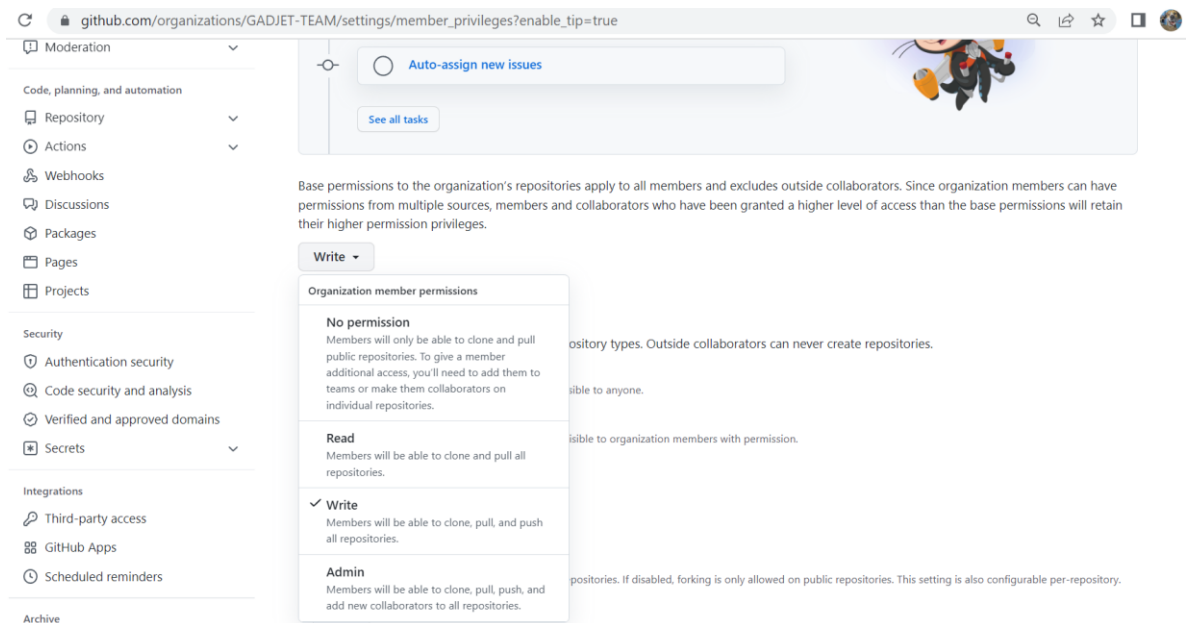 github.com/organizations/GADJET-TEAM/settings/member_privileges?enable_tip=true
Moderation
Code, planning, and automation
Repository
Actions
Webhooks
Discussions
Packages
Pages
Projects
Security
Authentication security
Code security and analysis
Verified and approved domains
Secrets
Integrations
Third-party access
GitHub Apps
Scheduled reminders
Archive
Auto-assign new issues
See all tasks
Base permissions to the organization's repositories apply to all members and excludes outside collaborators. Since organization members can have
permissions from multiple sources, members and collaborators who have been granted a higher level of access than the base permissions will retain
their higher permission privileges.
Write
Organization member permissions
No permission
Members will only be able to clone and pull
public repositories. To give a member
additional access, you'll need to add them to
teams or make them collaborators on
individual repositories.
Read
Members will be able to clone and pull all
repositories.
Write
Members will be able to clone, pull, and push
all repositories.
Admin
Members will be able to clone, pull, push, and
add new collaborators to all repositories.
ository types. Outside collaborators can never create repositories.
sible to anyone.
isible to organization members with permission.
positories. If disabled, forking is only allowed on public repositories. This setting is also configurable per-repository.